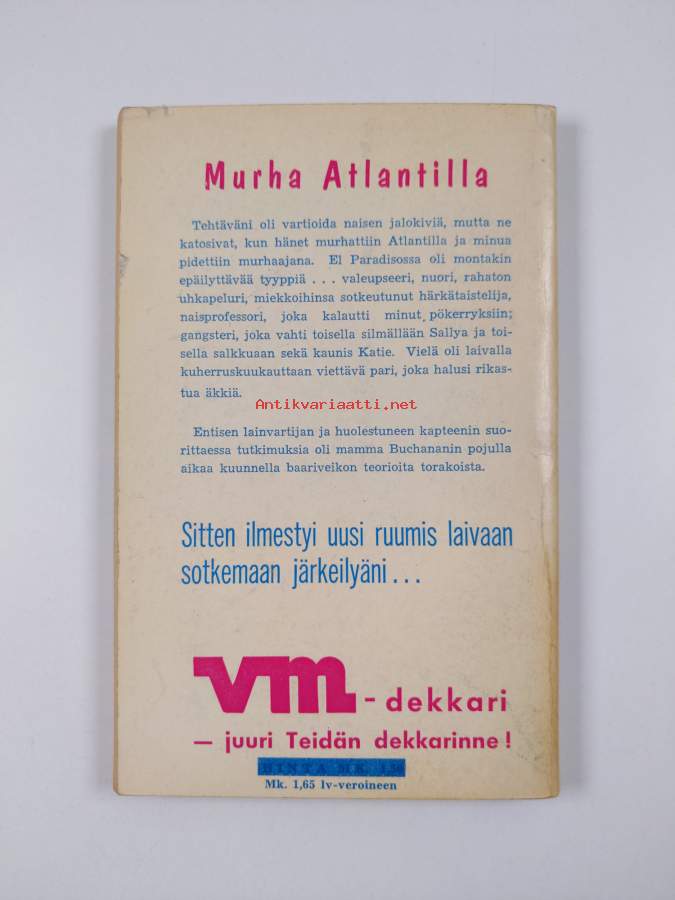 Murha Atlantilla
Tehtäväni oli vartioida naisen jalokiviä, mutta ne
katosivat, kun hänet murhattiin Atlantilla ja minua
pidettiin murhaajana. El Paradisossa oli montakin
epäilyttävää tyyppiä . . . valeupseeri, nuori, rahaton
uhkapeluri, miekkoihinsa sotkeutunut härkätaistelija,
naisprofessori, joka kalautti minut pökerryksiin;
gangsteri, joka vahti toisella silmällään Sallya ja toi-
sella salkkuaan sekä kaunis Katie. Vielä oli laivalla
kuherruskuukauttaan viettävä pari, joka halusi rikas-
tua äkkiä.
Antikvariaatti.net
Entisen lainvartijan ja huolestuneen kapteenin suo-
rittaessa tutkimuksia oli mamma Buchananin pojulla
aikaa kuunnella baariveikon teorioita torakoista.
Sitten ilmestyi uusi ruumis laivaan
sotkemaan järkeilyäni . . .
vm - dekkari
— juuri Teidän dekkarinne !
HINTA MK.
Mk. 1,65 lv-veroineen